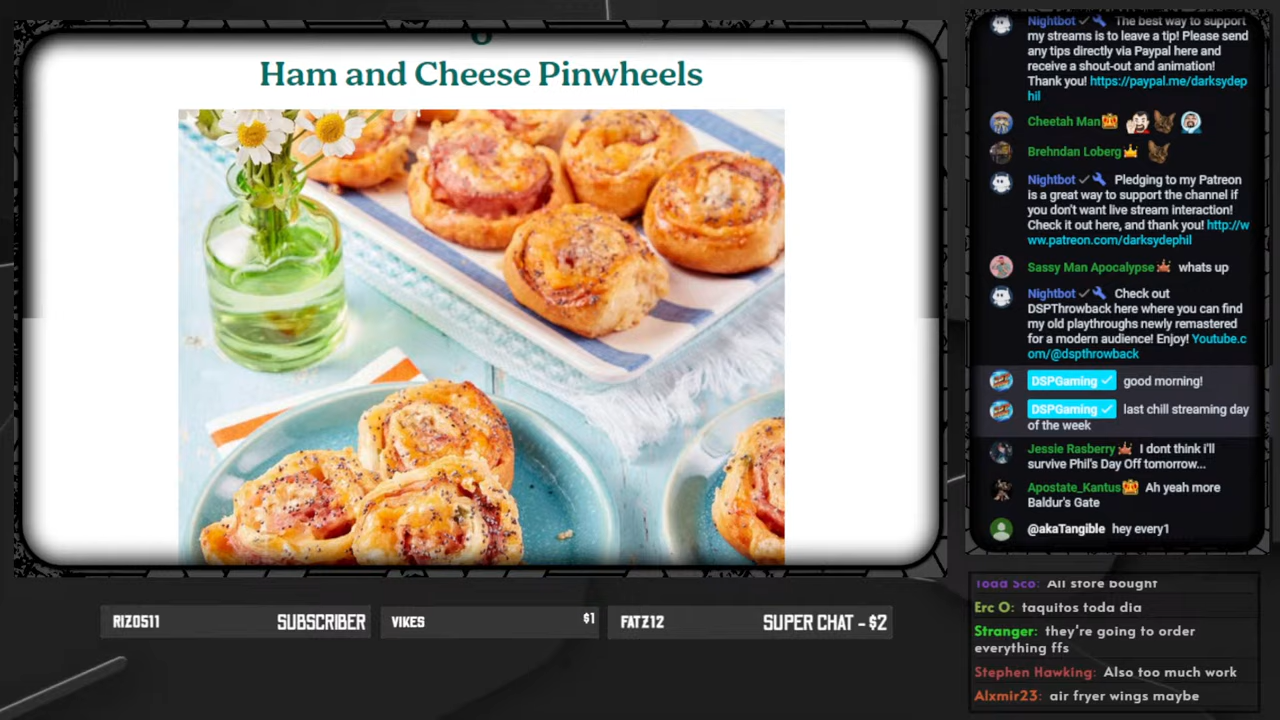 Ham and Cheese Pinwheels
Nightbot The best way to support
my streams is to leave a tip! Please send
any tips directly via Paypal here and
receive a shout-out and animation!
Thank you! https://paypal.me/darksydep
hil
Cheetah Man
Brehndan Loberg
Nightbot Pledging to my Patreon
is a great way to support the channel if
you don't want live stream interaction!
Check it out here, and thank you! http://w
ww.patreon.com/darksydephil
Sassy Man Apocalypse whats up
Nightbot Check out
DSPThrowback here where you can find
my old playthroughs newly remastered
for a modern audience! Enjoy! Youtube.c
om/@dspthrowback
DSPGaming good morning!
DSPGaming last chill streaming day
of the week
Jessie Rasberry I dont think i'll
survive Phil's Day Off tomorrow...
Apostate_Kantus Ah yeah more
Baldur's Gate
@akaTangible hey every1
Todd Sco: All store bought
Erc O: taquitos toda dia
Stranger: they're going to order
everything ffs
Stephen Hawking: Also too much work
Alxmir23: air fryer wings maybe
RIZ0511 SUBSCRIBER
VIKES $1
FATZ12 SUPER CHAT - $2